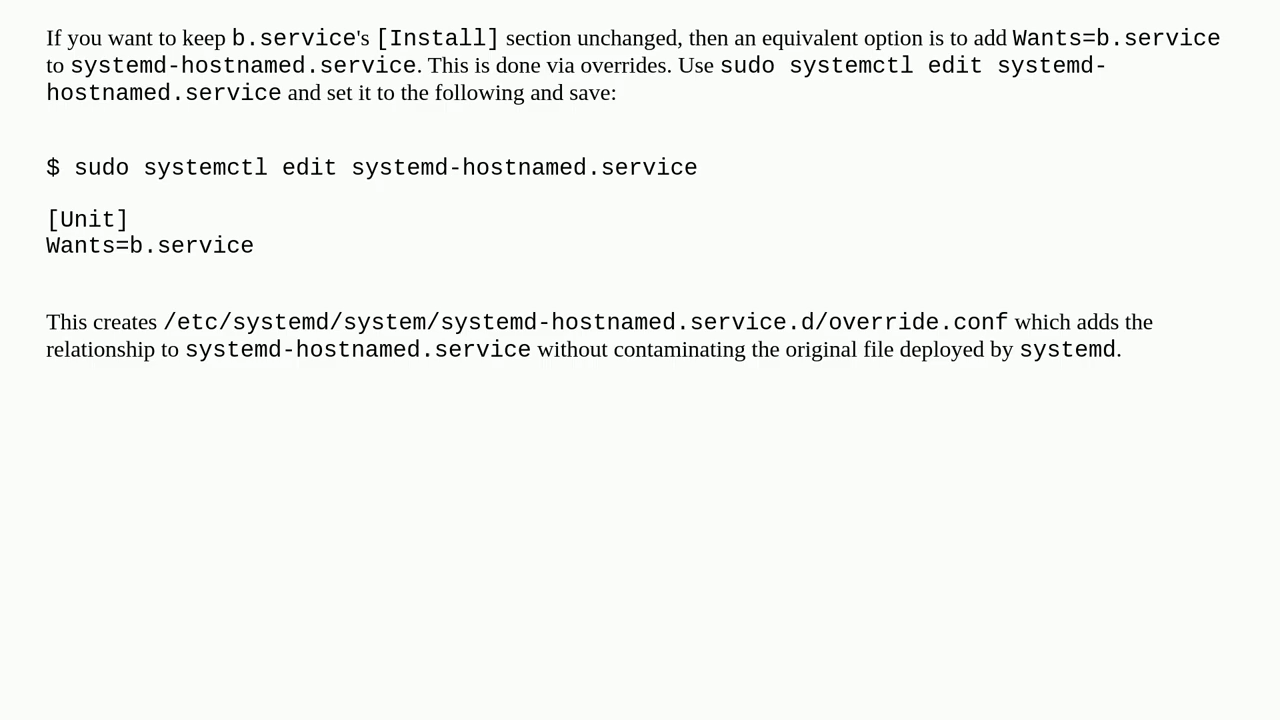 If you want to keep b.service's [Install] section unchanged, then an equivalent option is to add Wants=b.service
to systemd-hostnamed.service. This is done via overrides. Use sudo systemctl edit systemd-
hostnamed.service and set it to the following and save:
$ sudo systemctl edit systemd-hostnamed.service
[Unit]
Wants=b.service
This creates /etc/systemd/system/systemd-hostnamed.service.d/override.conf which adds the
relationship to systemd-hostnamed.service without contaminating the original file deployed by systemd.